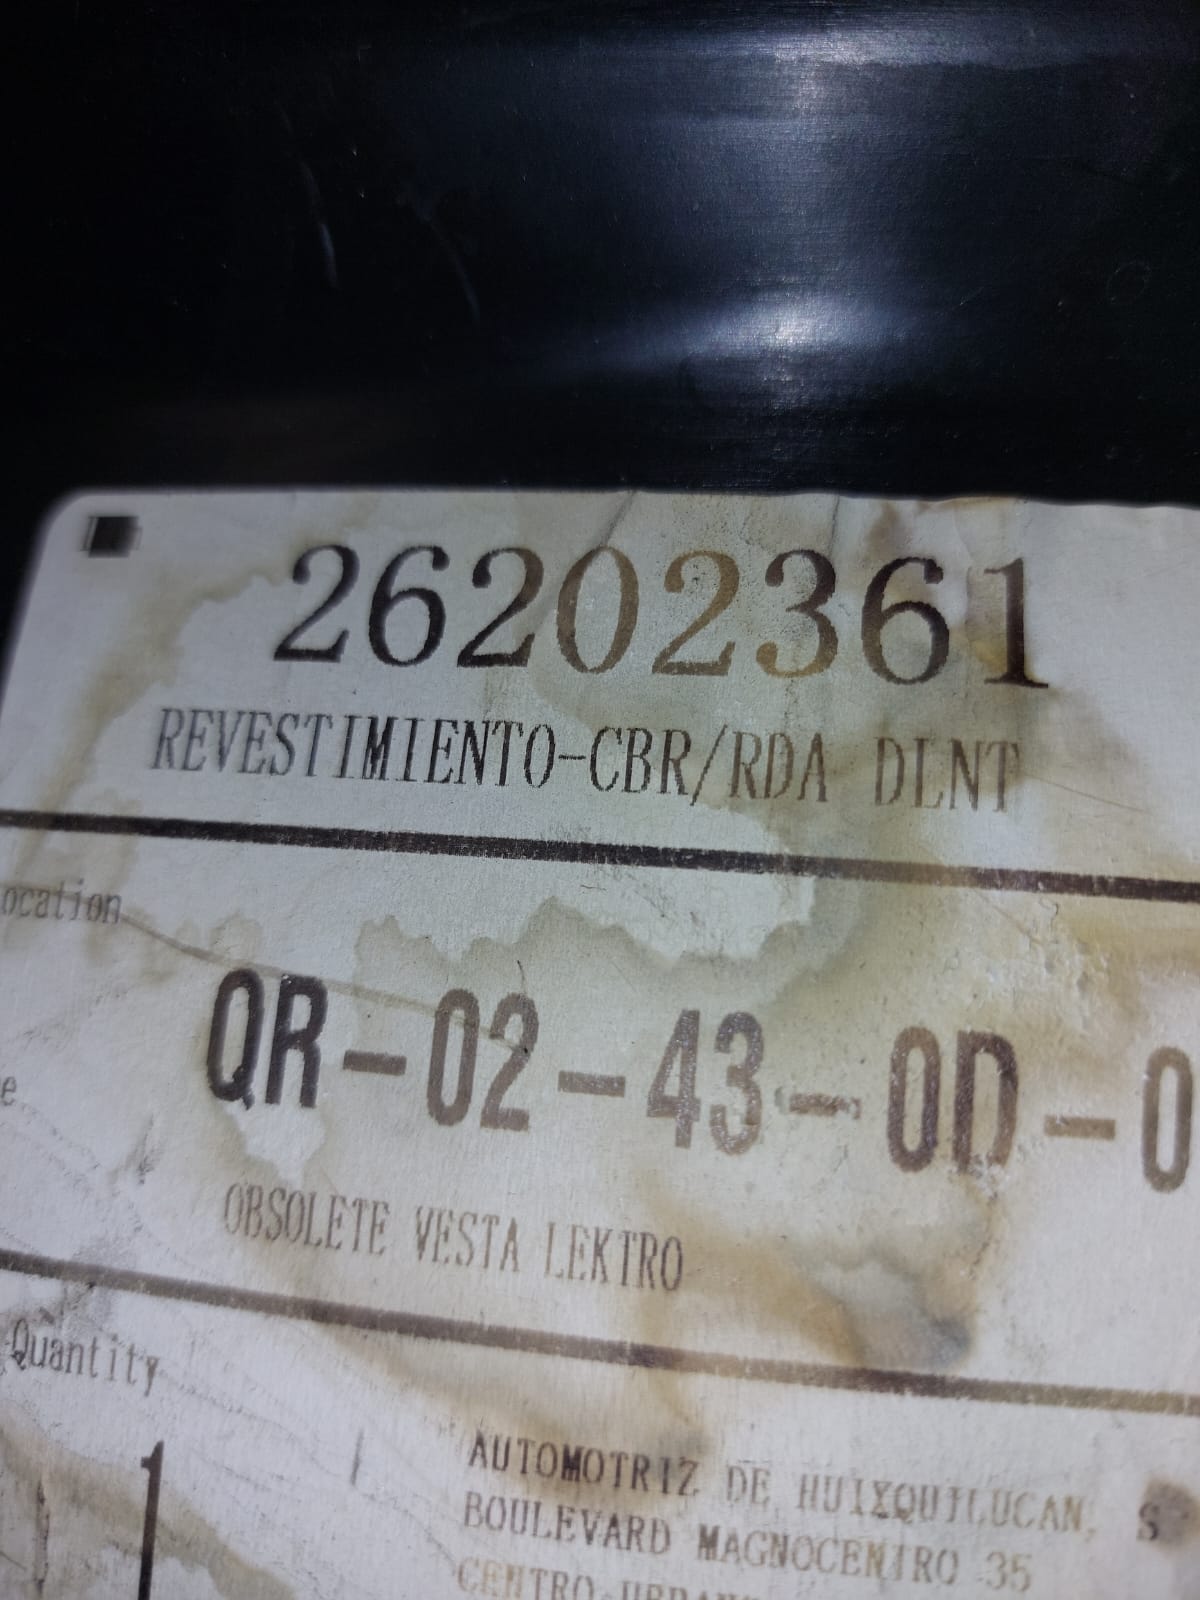 26202361
REVESTIMIENTO-CBR/RDA DLNT
ocation
QR-02-43-0D-0
e
OBSOLETE VESTA LEKTRO
Quantity
1
AUTOMOTRIZ DE HUIXQUILUCAN, S
BOULEVARD MAGNOCENTRO 35
CENTRO